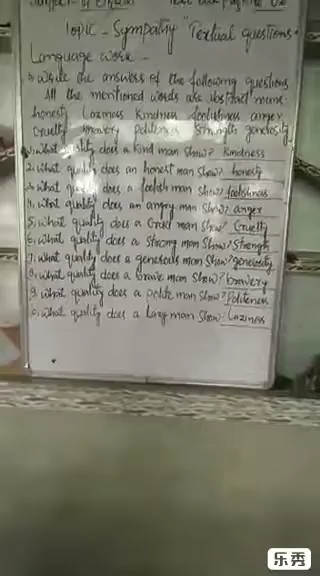 Topic - Sympathy "Textual questions"
Language work -
write the answers of the following questions
All the mentioned words are abstract nouns.
honesty Laziness Kindness foolishness anger
Cruelty bravery Politeness Strength generosity
1. What quality does a kind man show? Kindness
2. What quality does an honest man show? honesty
3. What quality does a foolish man show? foolishness
4. What quality does an angry man show? anger
5. What quality does a cruel man show? Cruelty
6. What quality does a strong man show? Strength
7. What quality does a generous man show? generosity
8. What quality does a brave man show? bravery
9. What quality does a polite man show? Politeness
0. What quality does a Lazy man show? Laziness
乐秀